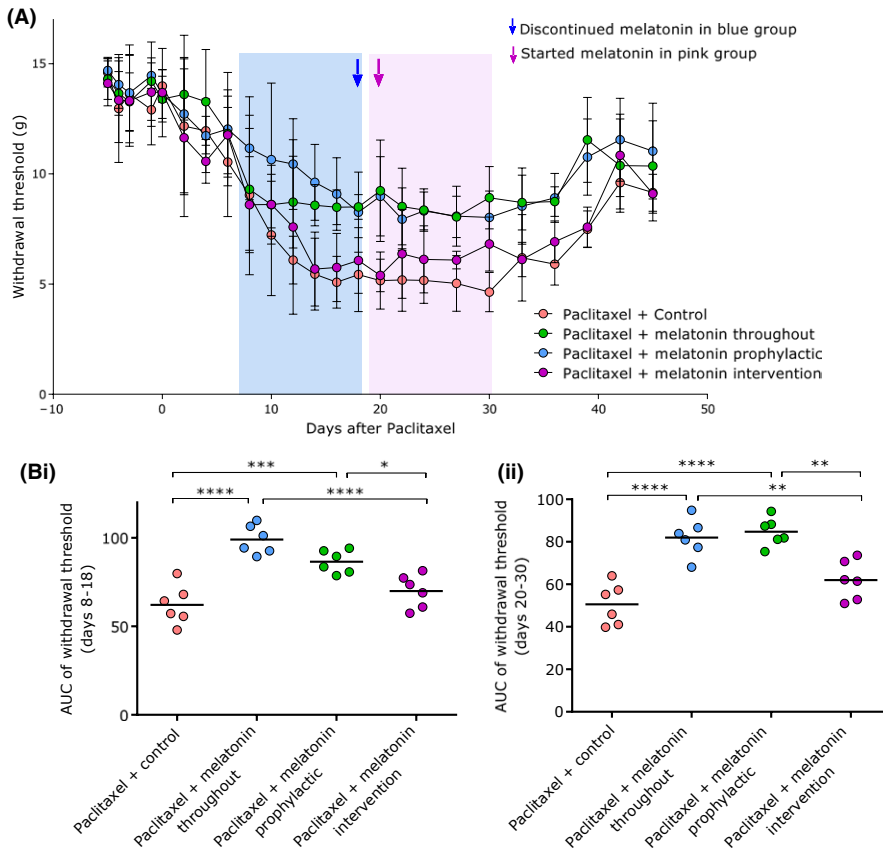 (A)
Discontinued melatonin in blue group
Started melatonin in pink group
Withdrawal threshold (g)
15
10
5
0
−10
0
10
20
30
40
50
Days after Paclitaxel
Paclitaxel + Control
Paclitaxel + melatonin throughout
Paclitaxel + melatonin prophylactic
Paclitaxel + melatonin intervention
(Bi)
*** *
**** ****
AUC of withdrawal threshold
(days 8-18)
100
50
0
Paclitaxel + control
Paclitaxel + melatonin
throughout
Paclitaxel + melatonin
prophylactic
Paclitaxel + melatonin
intervention
(ii)
**** **
**** **
AUC of withdrawal threshold
(days 20-30)
100
80
60
40
20
0
Paclitaxel + control
Paclitaxel + melatonin
throughout
Paclitaxel + melatonin
prophylactic
Paclitaxel + melatonin
intervention